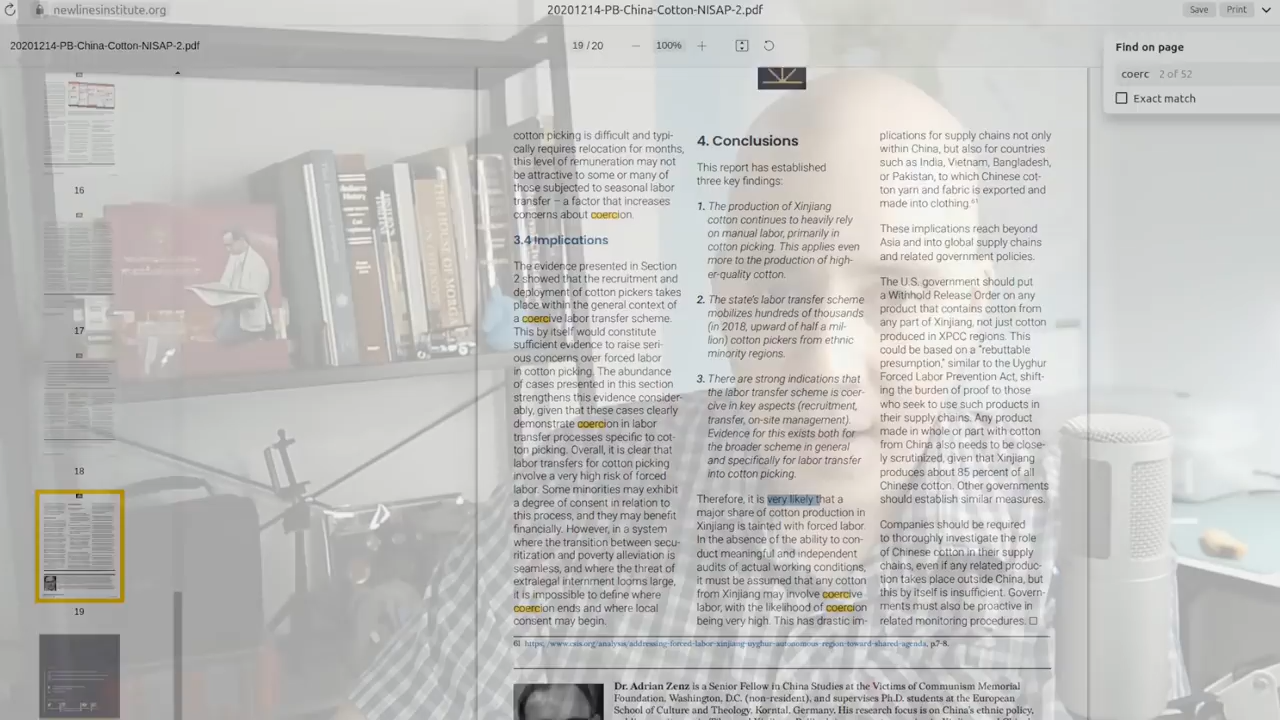 newlinesinstitute.org
20201214-PB-China-Cotton-NISAP-2.pdf
Save
Print
20201214-PB-China-Cotton-NISAP-2.pdf
19 / 20
100%
Find on page
coerc 2 of 52
Exact match
16
17
18
19
cotton picking is difficult and typi-
cally requires relocation for months,
this level of remuneration may not
be attractive to some or many of
those subjected to seasonal labor
transfer – a factor that increases
concerns about coercion.
3.4 Implications
The evidence presented in Section
2 showed that the recruitment and
deployment of cotton pickers takes
place within the general context of
a coercive labor transfer scheme.
This by itself would constitute
sufficient evidence to raise seri-
ous concerns over forced labor
in cotton picking. The abundance
of cases presented in this section
strengthens this evidence consider-
ably, given that these cases clearly
demonstrate coercion in labor
transfer processes specific to cot-
ton picking. Overall, it is clear that
labor transfers for cotton picking
involve a very high risk of forced
labor. Some minorities may exhibit
a degree of consent in relation to
this process, and they may benefit
financially. However, in a system
where the transition between secu-
ritization and poverty alleviation is
seamless, and where the threat of
extralegal internment looms large,
it is impossible to define where
coercion ends and where local
consent may begin.
4. Conclusions
This report has established
three key findings:
1. The production of Xinjiang
cotton continues to heavily rely
on manual labor, primarily in
cotton picking. This applies even
more to the production of high-
er-quality cotton.
2. The state's labor transfer scheme
mobilizes hundreds of thousands
(in 2018, upward of half a mil-
lion) cotton pickers from ethnic
minority regions.
3. There are strong indications that
the labor transfer scheme is coer-
cive in key aspects (recruitment,
transfer, on-site management).
Evidence for this exists both for
the broader scheme in general
and specifically for labor transfer
into cotton picking.
Therefore, it is very likely that a
major share of cotton production in
Xinjiang is tainted with forced labor.
In the absence of the ability to con-
duct meaningful and independent
audits of actual working conditions,
it must be assumed that any cotton
from Xinjiang may involve coercive
labor, with the likelihood of coercion
being very high. This has drastic im-
plications for supply chains not only
within China, but also for countries
such as India, Vietnam, Bangladesh,
or Pakistan, to which Chinese cot-
ton yarn and fabric is exported and
made into clothing.61
These implications reach beyond
Asia and into global supply chains
and related government policies.
The U.S. government should put
a Withhold Release Order on any
product that contains cotton from
any part of Xinjiang, not just cotton
produced in XPCC regions. This
could be based on a "rebuttable
presumption," similar to the Uyghur
Forced Labor Prevention Act, shift-
ing the burden of proof to those
who seek to use such products in
their supply chains. Any product
made in whole or part with cotton
from China also needs to be close-
ly scrutinized, given that Xinjiang
produces about 85 percent of all
Chinese cotton. Other governments
should establish similar measures.
Companies should be required
to thoroughly investigate the role
of Chinese cotton in their supply
chains, even if any related produc-
tion takes place outside China, but
this by itself is insufficient. Govern-
ments must also be proactive in
related monitoring procedures. □
61 https://www.csis.org/analysis/addressing-forced-labor-xinjiang-uyghur-autonomous-region-toward-shared-agenda, p.7-8.
Dr. Adrian Zenz is a Senior Fellow in China Studies at the Victims of Communism Memorial
Foundation, Washington, D.C. (non-resident), and supervises Ph.D. students at the European
School of Culture and Theology, Korntal, Germany. His research focus is on China's ethnic policy,